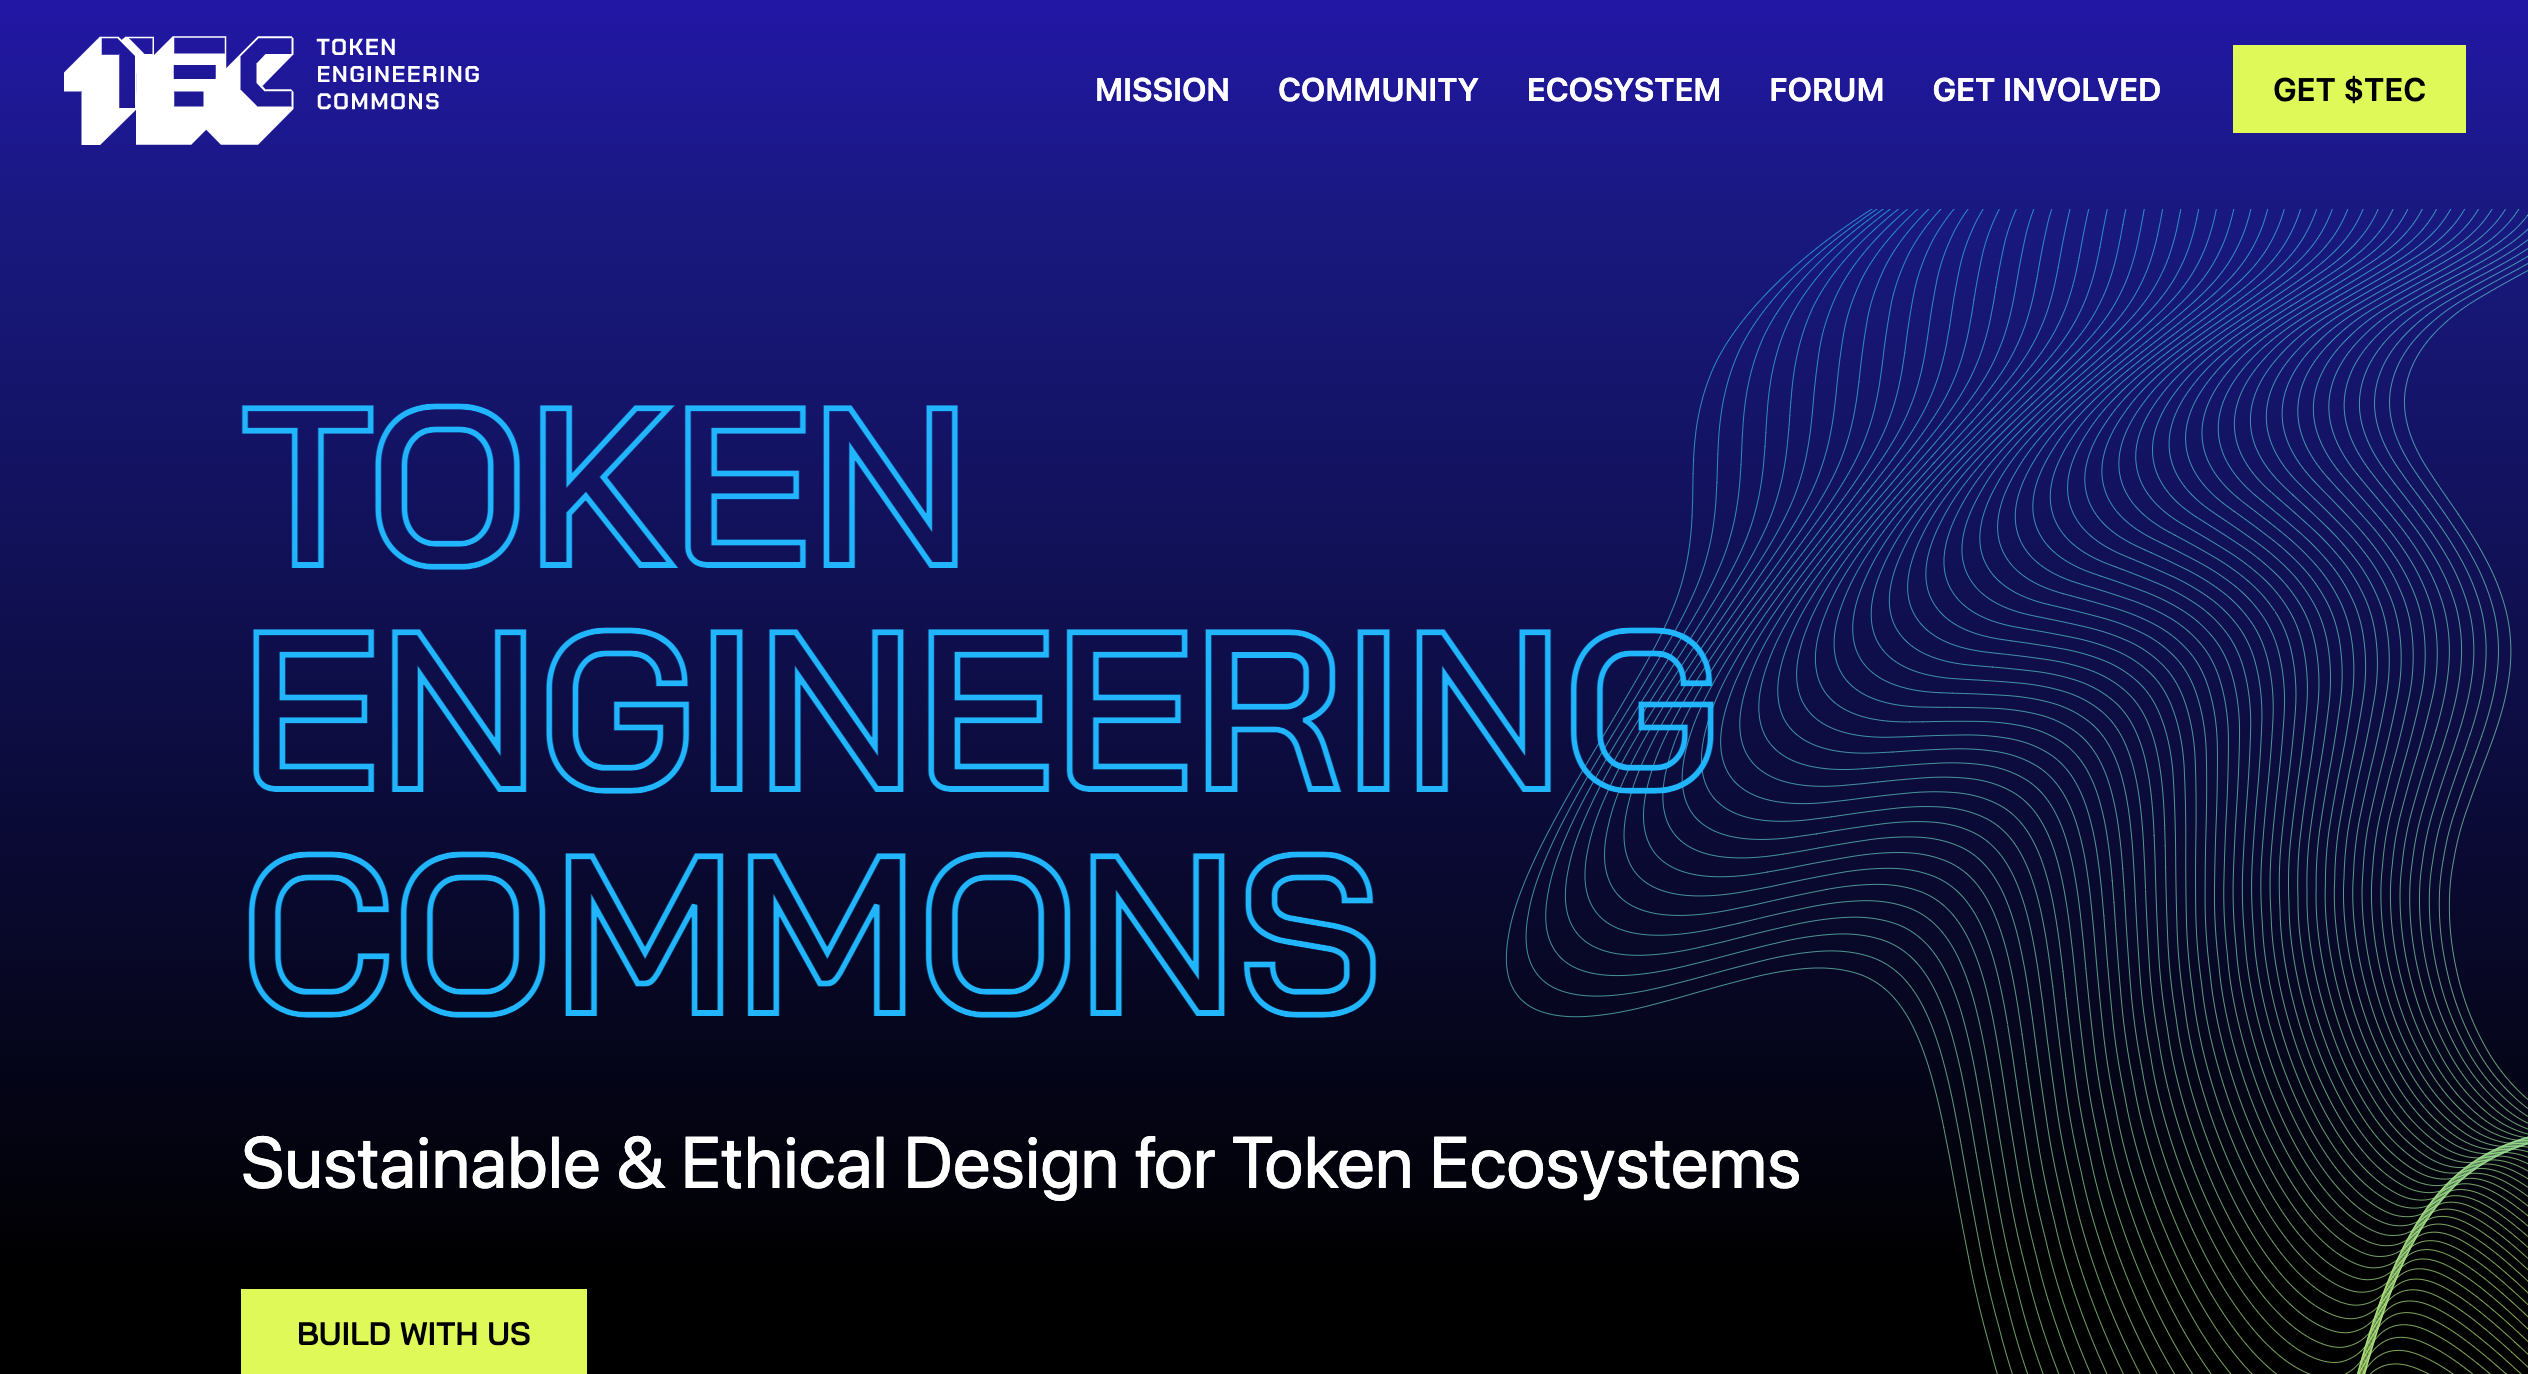 TEC
TOKEN
ENGINEERING
COMMONS
MISSION COMMUNITY ECOSYSTEM FORUM GET INVOLVED GET $TEC
TOKEN
ENGINEERING
COMMONS
Sustainable & Ethical Design for Token Ecosystems
BUILD WITH US